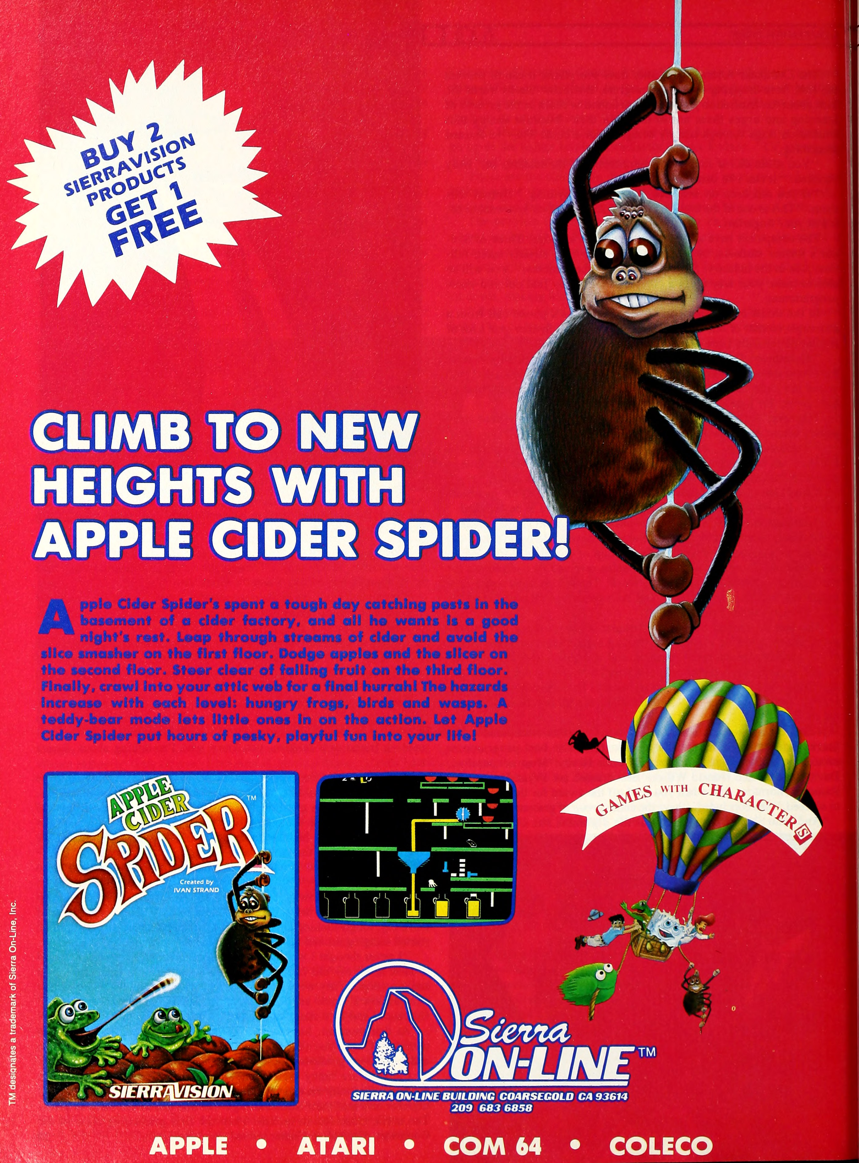 BUY 2
SIERRAVISION
PRODUCTS
GET 1
FREE
CLIMB TO NEW
HEIGHTS WITH
APPLE CIDER SPIDER!
Apple Cider Spider's spent a tough day catching pests in the
basement of a cider factory, and all he wants is a good
night's rest. Leap through streams of cider and avoid the
slice smasher on the first floor. Dodge apples and the slicer on
the second floor. Steer clear of falling fruit on the third floor.
Finally, crawl into your attic web for a final hurrah! The hazards
increase with each level: hungry frogs, birds and wasps. A
teddy-bear mode lets little ones in on the action. Let Apple
Cider Spider put hours of pesky, playful fun into your life!
GAMES WITH CHARACTERS
APPLE
CIDER
SPIDER™
Created by
IVAN STRAND
SIERRAVISION
Sierra
ON-LINE™
SIERRA ON-LINE BUILDING COARSEGOLD CA 93614
209 683 6858
TM designates a trademark of Sierra On-Line, Inc.
APPLE • ATARI • COM 64 • COLECO